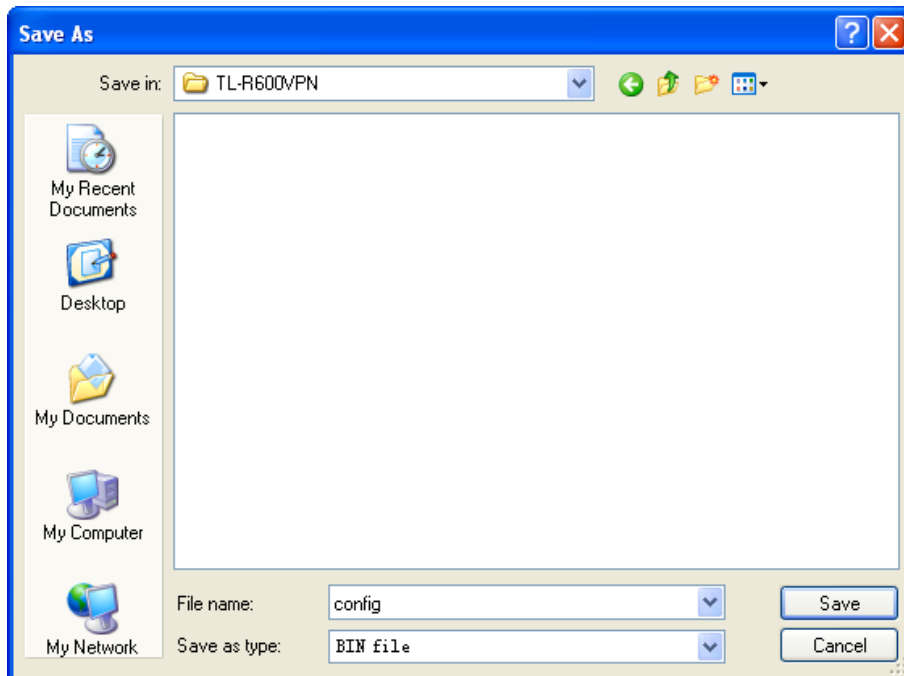 Save As
?
Save in:
TL-R600VPN
My Recent
Documents
Desktop
My Documents
My Computer
My Network
File name:
config
Save
Save as type:
BIN file
Cancel